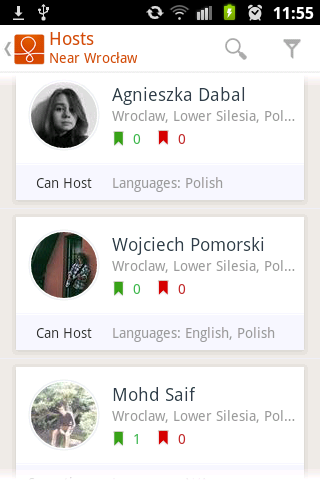 11:55
Hosts
Near Wrocław
Agnieszka Dabal
Wroclaw, Lower Silesia, Pol...
0 0
Can Host Languages: Polish
Wojciech Pomorski
Wroclaw, Lower Silesia, Pol...
0 0
Can Host Languages: English, Polish
Mohd Saif
Wroclaw, Lower Silesia, Pol...
1 0